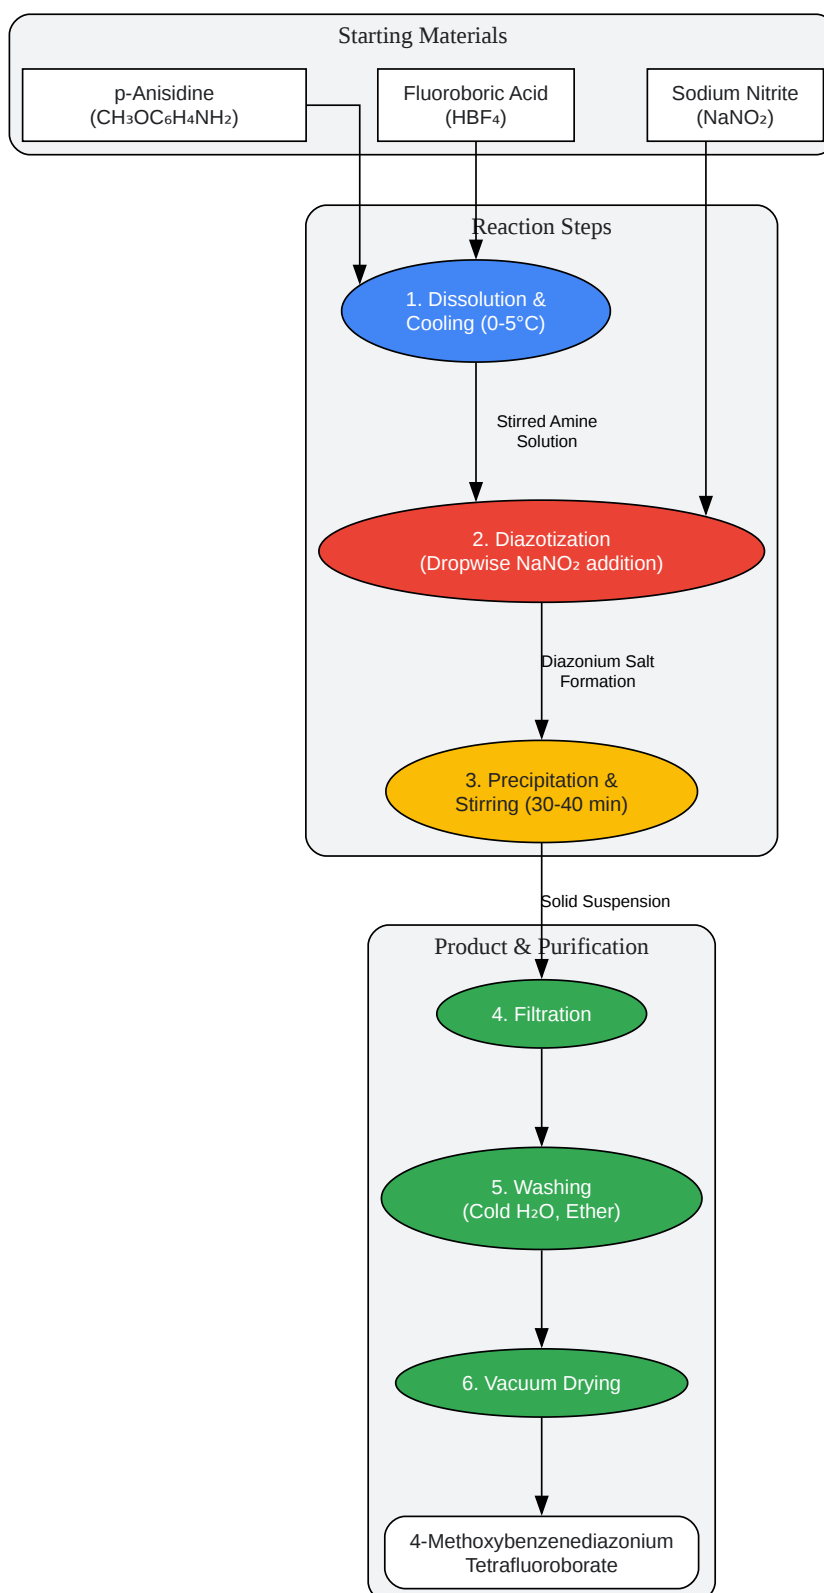 Starting Materials
p-Anisidine
(CH₃OC₆H₄NH₂)
Fluoroboric Acid
(HBF₄)
Sodium Nitrite
(NaNO₂)
Reaction Steps
1. Dissolution &
Cooling (0-5°C)
Stirred Amine
Solution
2. Diazotization
(Dropwise NaNO₂ addition)
Diazonium Salt
Formation
3. Precipitation &
Stirring (30-40 min)
Solid Suspension
Product & Purification
4. Filtration
5. Washing
(Cold H₂O, Ether)
6. Vacuum Drying
4-Methoxybenzenediazonium
Tetrafluoroborate